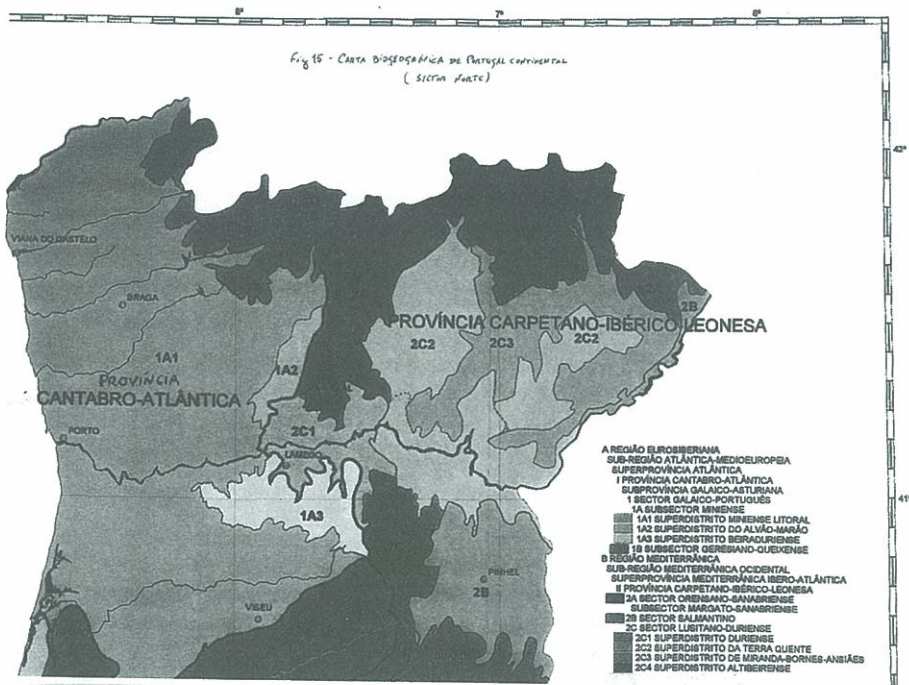 8° 7° 6°
Fig 15 - CARTA BIOGEOGRÁFICA DE PORTUGAL CONTINENTAL
(SECTOR NORTE)
42°
VIANA DO CASTELO
BRAGA
2B
PROVÍNCIA CARPETANO-IBÉRICO-LEONESA
2C2 2C3 2C2
1A1
1A2
PROVÍNCIA
CANTABRO-ATLÂNTICA
2C1
PORTO
LAMEGO
41°
1A3
PINHEL
2B
VISEU
A REGIÃO EUROSIBERIANA
SUB-REGIÃO ATLÂNTICA-MEDIOEUROPEIA
SUPERPROVÍNCIA ATLÂNTICA
I PROVÍNCIA CANTABRO-ATLÂNTICA
SUBPROVÍNCIA GALAICO-ASTURIANA
1 SECTOR GALAICO-PORTUGUÊS
1A SUBSECTOR MINIENSE
1A1 SUPERDISTRITO MINIENSE LITORAL
1A2 SUPERDISTRITO DO ALVÃO-MARÃO
1A3 SUPERDISTRITO BEIRADURIENSE
1B SUBSECTOR GERESIANO-QUEIXENSE
B REGIÃO MEDITERRÂNICA
SUB-REGIÃO MEDITERRÂNICA OCIDENTAL
SUPERPROVÍNCIA MEDITERRÂNICA IBERO-ATLÂNTICA
II PROVÍNCIA CARPETANO-IBÉRICO-LEONESA
2A SECTOR ORENSANO-SANABRIENSE
SUBSECTOR MARGATO-SANABRIENSE
2B SECTOR SALMANTINO
2C SECTOR LUSITANO-DURIENSE
2C1 SUPERDISTRITO DURIENSE
2C2 SUPERDISTRITO DA TERRA QUENTE
2C3 SUPERDISTRITO DE MIRANDA-BORNES-ANSIÃES
2C4 SUPERDISTRITO ALTIBEIRENSE